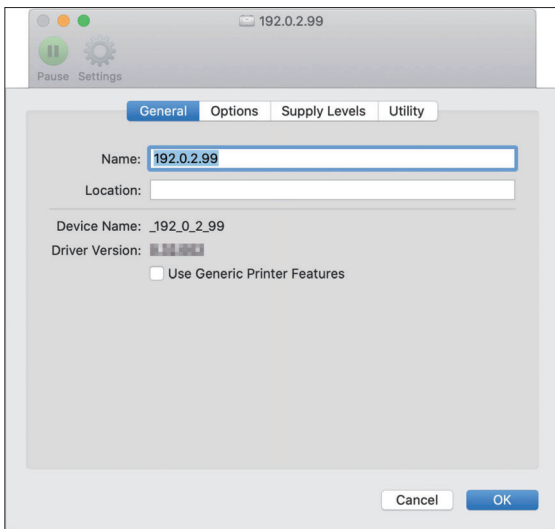 192.0.2.99
Pause Settings
General Options Supply Levels Utility
Name: 192.0.2.99
Location:
Device Name: _192_0_2_99
Driver Version:
Use Generic Printer Features
Cancel OK